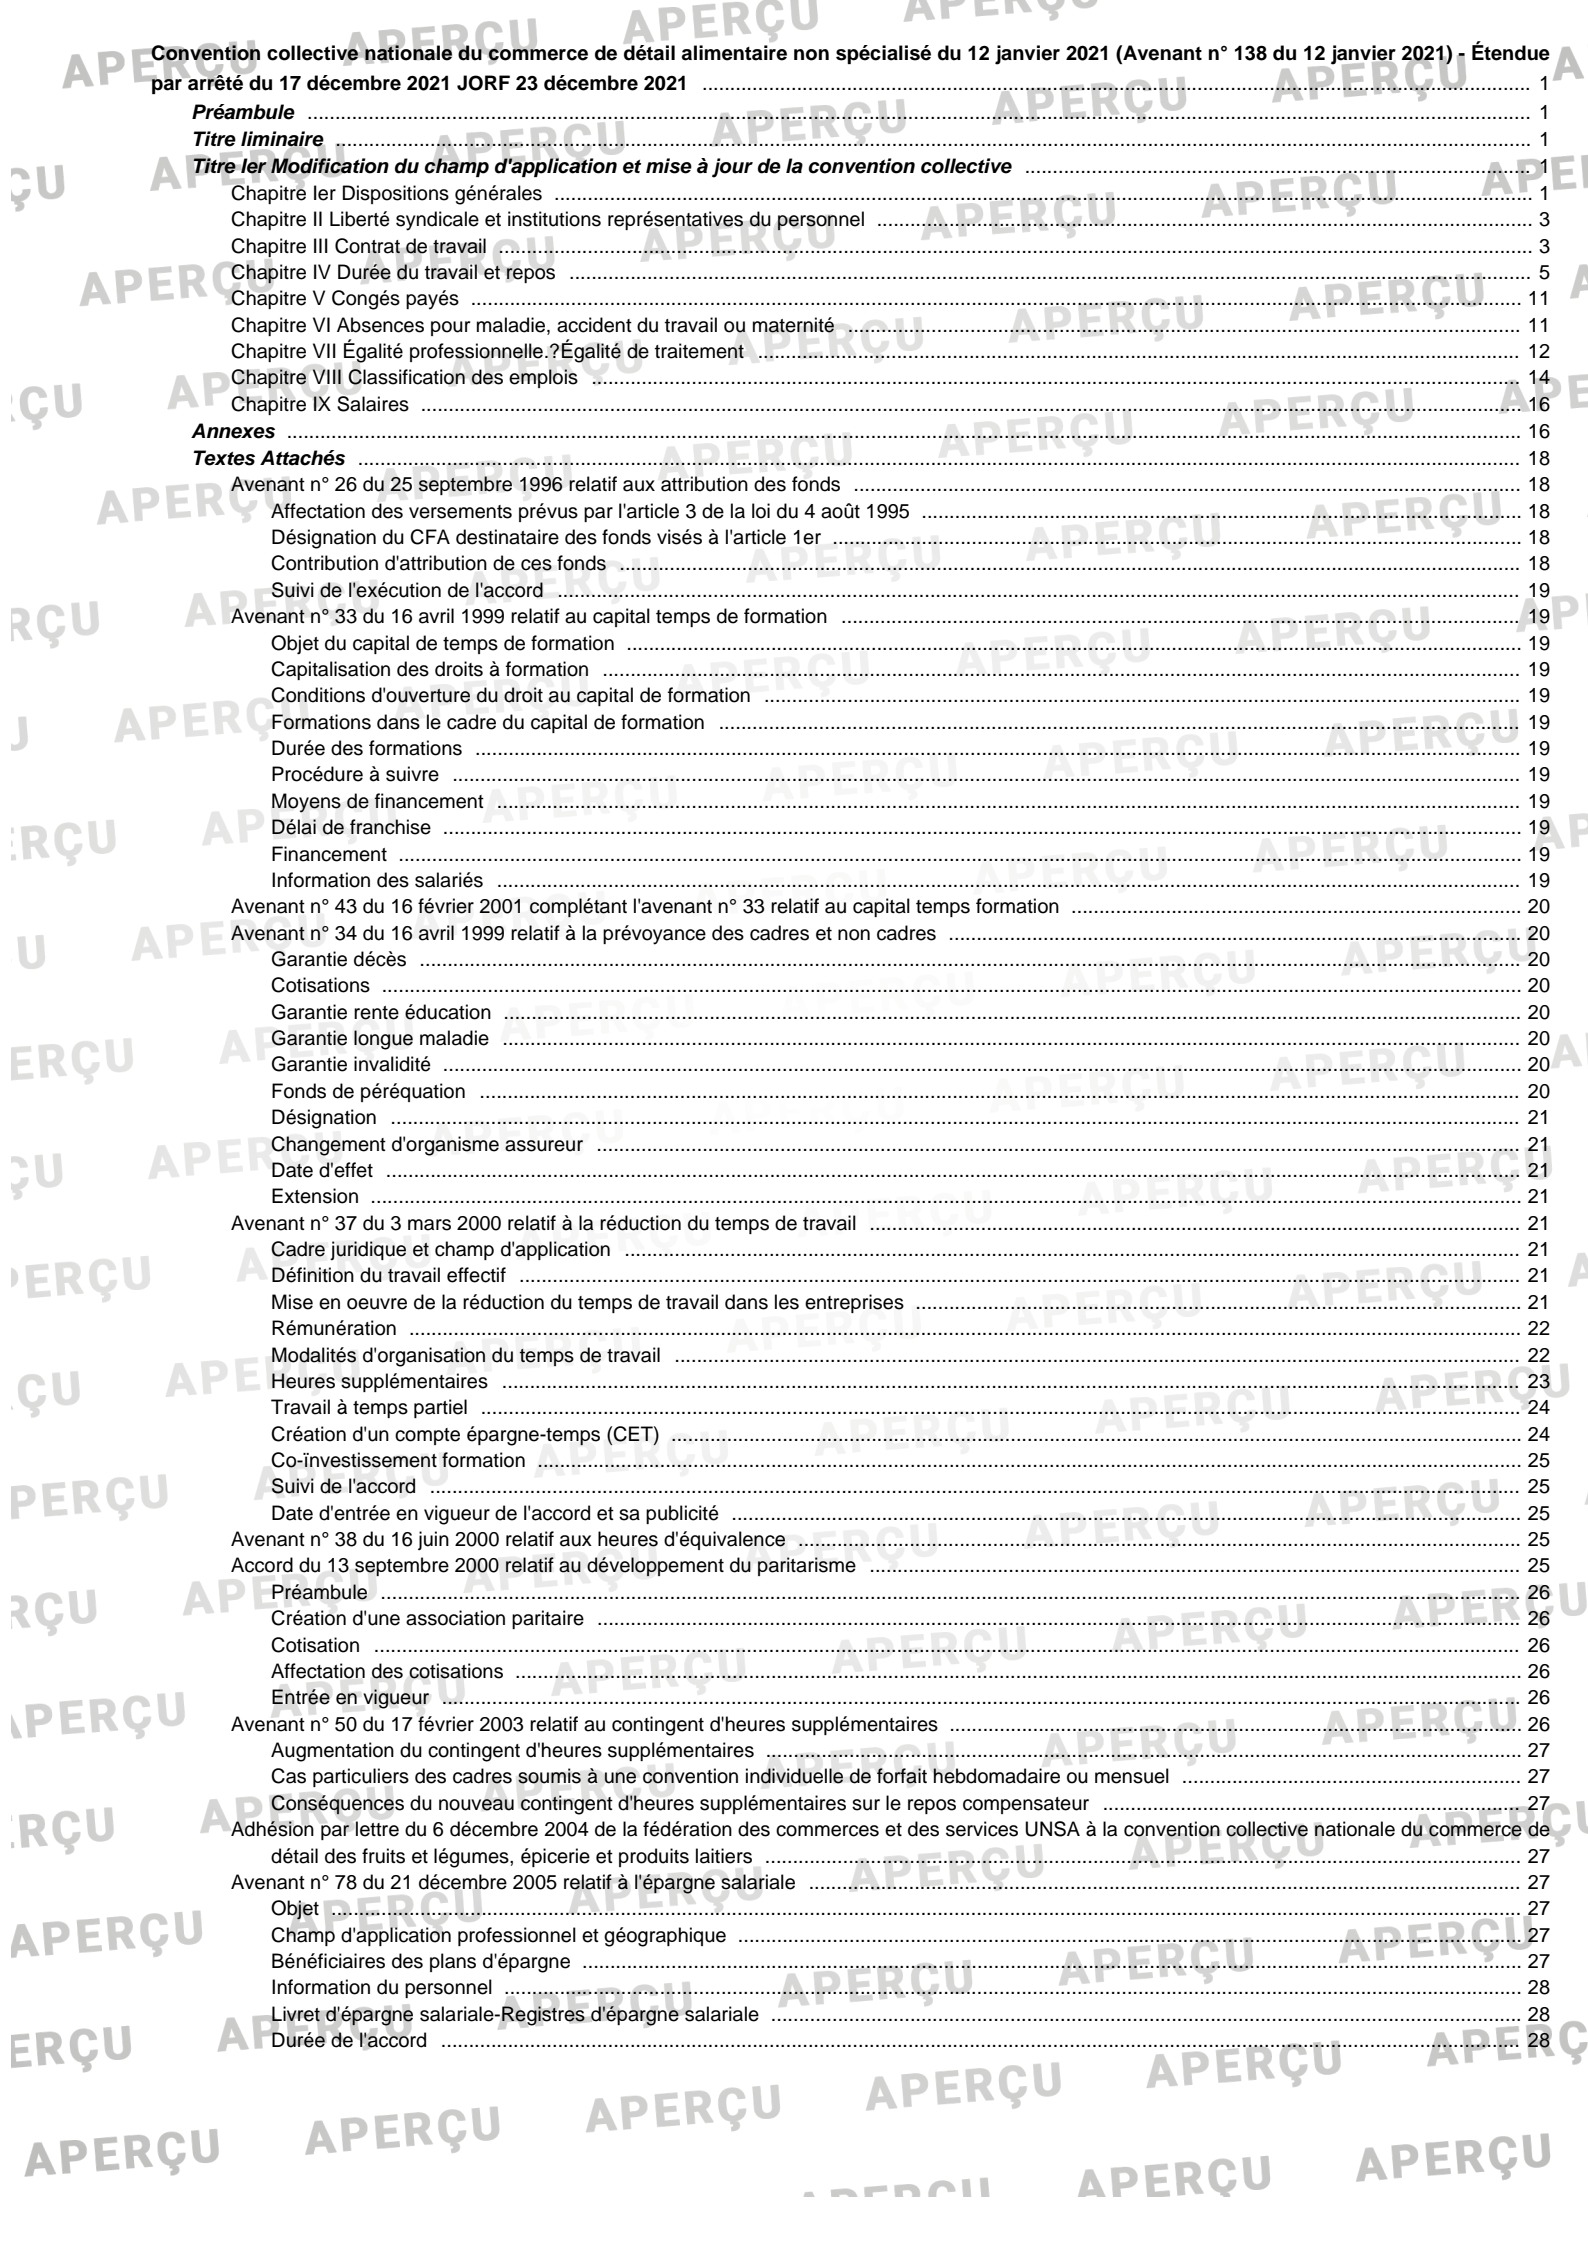 Convention collective nationale du commerce de détail alimentaire non spécialisé du 12 janvier 2021 (Avenant n° 138 du 12 janvier 2021) - Étendue
par arrêté du 17 décembre 2021 JORF 23 décembre 2021 1
Préambule 1
Titre liminaire 1
Titre Ier Modification du champ d'application et mise à jour de la convention collective 1
Chapitre Ier Dispositions générales 1
Chapitre II Liberté syndicale et institutions représentatives du personnel 3
Chapitre III Contrat de travail 3
Chapitre IV Durée du travail et repos 5
Chapitre V Congés payés 11
Chapitre VI Absences pour maladie, accident du travail ou maternité 11
Chapitre VII Égalité professionnelle.?Égalité de traitement 12
Chapitre VIII Classification des emplois 14
Chapitre IX Salaires 16
Annexes 16
Textes Attachés 18
Avenant n° 26 du 25 septembre 1996 relatif aux attribution des fonds 18
Affectation des versements prévus par l'article 3 de la loi du 4 août 1995 18
Désignation du CFA destinataire des fonds visés à l'article 1er 18
Contribution d'attribution de ces fonds 18
Suivi de l'exécution de l'accord 19
Avenant n° 33 du 16 avril 1999 relatif au capital temps de formation 19
Objet du capital de temps de formation 19
Capitalisation des droits à formation 19
Conditions d'ouverture du droit au capital de formation 19
Formations dans le cadre du capital de formation 19
Durée des formations 19
Procédure à suivre 19
Moyens de financement 19
Délai de franchise 19
Financement 19
Information des salariés 19
Avenant n° 43 du 16 février 2001 complétant l'avenant n° 33 relatif au capital temps formation 20
Avenant n° 34 du 16 avril 1999 relatif à la prévoyance des cadres et non cadres 20
Garantie décès 20
Cotisations 20
Garantie rente éducation 20
Garantie longue maladie 20
Garantie invalidité 20
Fonds de péréquation 20
Désignation 21
Changement d'organisme assureur 21
Date d'effet 21
Extension 21
Avenant n° 37 du 3 mars 2000 relatif à la réduction du temps de travail 21
Cadre juridique et champ d'application 21
Définition du travail effectif 21
Mise en oeuvre de la réduction du temps de travail dans les entreprises 21
Rémunération 22
Modalités d'organisation du temps de travail 22
Heures supplémentaires 23
Travail à temps partiel 24
Création d'un compte épargne-temps (CET) 24
Co-ïnvestissement formation 25
Suivi de l'accord 25
Date d'entrée en vigueur de l'accord et sa publicité 25
Avenant n° 38 du 16 juin 2000 relatif aux heures d'équivalence 25
Accord du 13 septembre 2000 relatif au développement du paritarisme 25
Préambule 26
Création d'une association paritaire 26
Cotisation 26
Affectation des cotisations 26
Entrée en vigueur 26
Avenant n° 50 du 17 février 2003 relatif au contingent d'heures supplémentaires 26
Augmentation du contingent d'heures supplémentaires 27
Cas particuliers des cadres soumis à une convention individuelle de forfait hebdomadaire ou mensuel 27
Conséquences du nouveau contingent d'heures supplémentaires sur le repos compensateur 27
Adhésion par lettre du 6 décembre 2004 de la fédération des commerces et des services UNSA à la convention collective nationale du commerce de
détail des fruits et légumes, épicerie et produits laitiers 27
Avenant n° 78 du 21 décembre 2005 relatif à l'épargne salariale 27
Objet 27
Champ d'application professionnel et géographique 27
Bénéficiaires des plans d'épargne 27
Information du personnel 28
Livret d'épargne salariale-Registres d'épargne salariale 28
Durée de l'accord 28
APERÇU